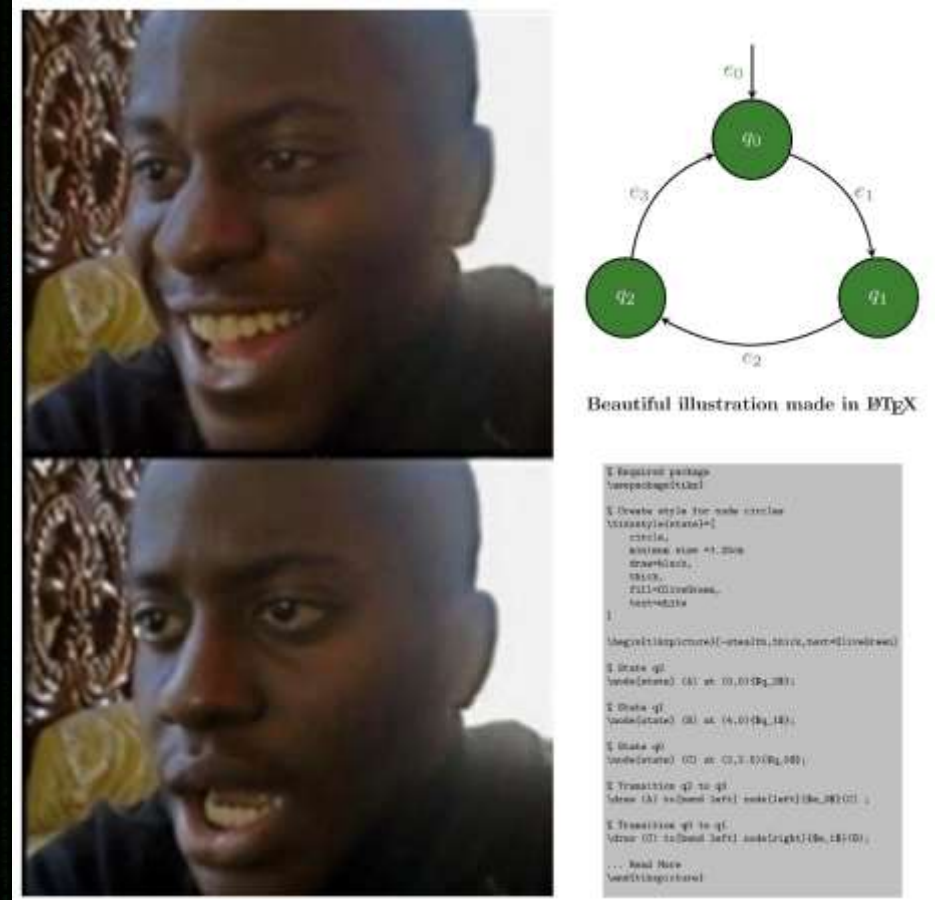 e₀
q₀
e₃
e₁
q₂
q₁
e₂
Beautiful illustration made in LATEX
% Required package
\usepackage{tikz}
% Create style for node circles
\tikzstyle{state}=[
circle,
minimum size =1.25cm
draw=black,
thick,
fill=OliveGreen,
text=white
]
\begin{tikzpicture}[-stealth,thick,text=OliveGreen]
% State q2
\node[state] (A) at (0,0){$q_2$};
% State q1
\node[state] (B) at (4,0){$q_1$};
% State q0
\node[state] (C) at (2,2.5){$q_0$};
% Transition q2 to q0
\draw (A) to[bend left] node[left]{$e_3$}(C) ;
% Transition q0 to q1
\draw (C) to[bend left] node[right]{$e_1$}(B);
... Read More
\end{tikzpicture}